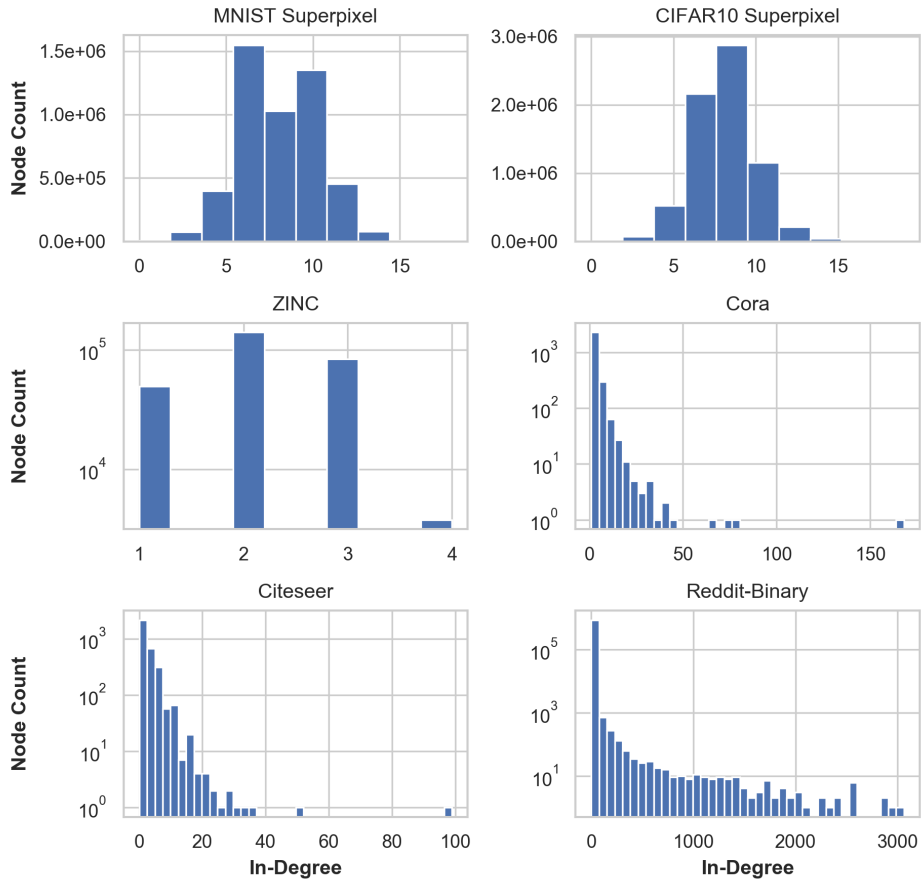 MNIST Superpixel
Node Count
1.5e+06
1.0e+06
5.0e+05
0.0e+00
0 5 10 15
CIFAR10 Superpixel
3.0e+06
2.0e+06
1.0e+06
0.0e+00
0 5 10 15
ZINC
Node Count
10^5
10^4
1 2 3 4
Cora
10^3
10^2
10^1
10^0
0 50 100 150
Citeseer
Node Count
10^3
10^2
10^1
10^0
0 20 40 60 80 100
In-Degree
Reddit-Binary
10^5
10^3
10^1
0 1000 2000 3000
In-Degree